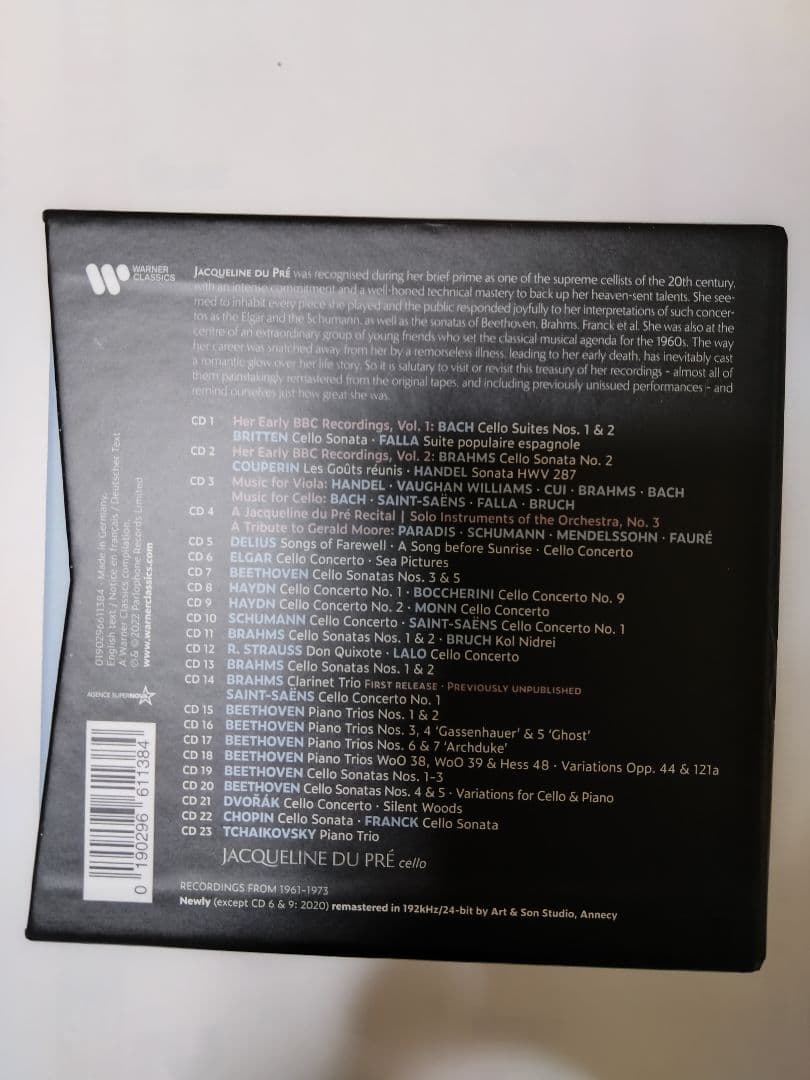 WARNER
CLASSICS
JACQUELINE DU PRÉ was recognised during her brief prime as one of the supreme cellists of the 20th century,
with an intense commitment and a well-honed technical mastery to back up her heaven-sent talents. She see-
med to inhabit every piece she played and the public responded joyfully to her interpretations of such concer-
tos as the Elgar and the Schumann, as well as the sonatas of Beethoven, Brahms, Franck et al. She was also at the
centre of an extraordinary group of young friends who set the classical musical agenda for the 1960s. The way
her career was snatched away from her by a remorseless illness, leading to her early death, has inevitably cast
a romantic glow over her life story. So it is salutary to visit or revisit this treasury of her recordings - almost all of
them painstakingly remastered from the original tapes, and including previously unissued performances - and
remind ourselves just how great she was.
CD 1 Her Early BBC Recordings, Vol. 1: BACH Cello Suites Nos. 1 & 2
BRITTEN Cello Sonata · FALLA Suite populaire espagnole
CD 2 Her Early BBC Recordings, Vol. 2: BRAHMS Cello Sonata No. 2
COUPERIN Les Goûts réunis · HANDEL Sonata HWV 287
CD 3 Music for Viola: HANDEL · VAUGHAN WILLIAMS · CUI · BRAHMS · BACH
Music for Cello: BACH · SAINT-SAËNS · FALLA · BRUCH
CD 4 A Jacqueline du Pré Recital | Solo Instruments of the Orchestra, No. 3
A Tribute to Gerald Moore: PARADIS · SCHUMANN · MENDELSSOHN · FAURÉ
CD 5 DELIUS Songs of Farewell · A Song before Sunrise · Cello Concerto
CD 6 ELGAR Cello Concerto · Sea Pictures
CD 7 BEETHOVEN Cello Sonatas Nos. 3 & 5
CD 8 HAYDN Cello Concerto No. 1 · BOCCHERINI Cello Concerto No. 9
CD 9 HAYDN Cello Concerto No. 2 · MONN Cello Concerto
CD 10 SCHUMANN Cello Concerto · SAINT-SAËNS Cello Concerto No. 1
CD 11 BRAHMS Cello Sonatas Nos. 1 & 2 · BRUCH Kol Nidrei
CD 12 R. STRAUSS Don Quixote · LALO Cello Concerto
CD 13 BRAHMS Cello Sonatas Nos. 1 & 2
CD 14 BRAHMS Clarinet Trio FIRST RELEASE · PREVIOUSLY UNPUBLISHED
SAINT-SAËNS Cello Concerto No. 1
CD 15 BEETHOVEN Piano Trios Nos. 1 & 2
CD 16 BEETHOVEN Piano Trios Nos. 3, 4 'Gassenhauer' & 5 'Ghost'
CD 17 BEETHOVEN Piano Trios Nos. 6 & 7 'Archduke'
CD 18 BEETHOVEN Piano Trios WoO 38, WoO 39 & Hess 48 · Variations Opp. 44 & 121a
CD 19 BEETHOVEN Cello Sonatas Nos. 1-3
CD 20 BEETHOVEN Cello Sonatas Nos. 4 & 5 · Variations for Cello & Piano
CD 21 DVOŘÁK Cello Concerto · Silent Woods
CD 22 CHOPIN Cello Sonata · FRANCK Cello Sonata
CD 23 TCHAIKOVSKY Piano Trio
JACQUELINE DU PRÉ cello
RECORDINGS FROM 1961-1973
Newly (except CD 6 & 9: 2020) remastered in 192kHz/24-bit by Art & Son Studio, Annecy
0190296611384 · Made in Germany.
English text / Notice en français / Deutscher Text
A Warner Classics compilation,
℗ & © 2022 Parlophone Records Limited
www.warnerclassics.com
AGENCE SUPERNOVA
0 190296 611384